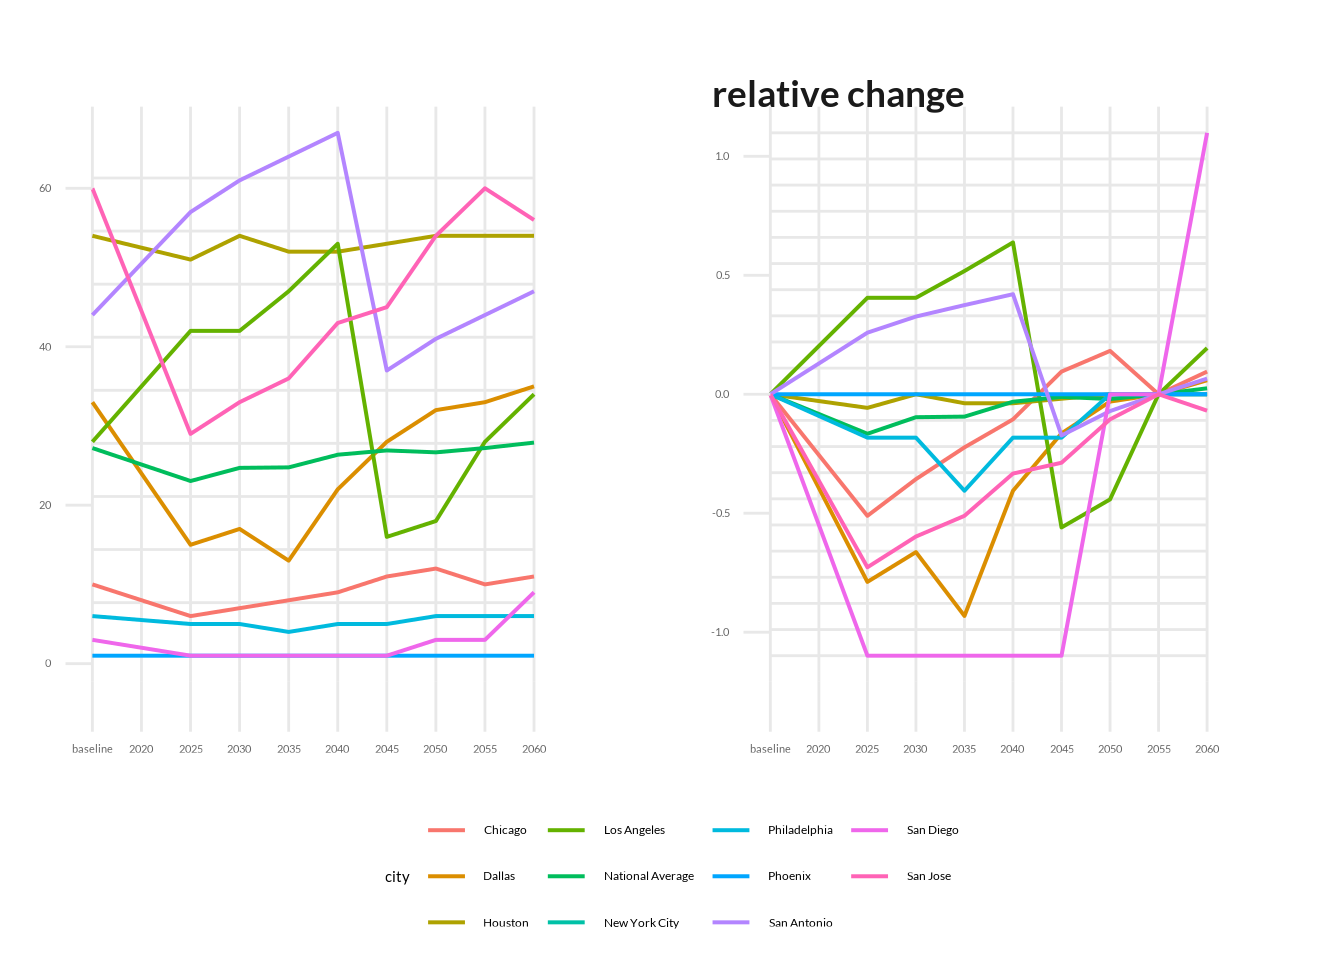 relative change
60
40
20
0
baseline 2020 2025 2030 2035 2040 2045 2050 2055 2060
1.0
0.5
0.0
-0.5
-1.0
baseline 2020 2025 2030 2035 2040 2045 2050 2055 2060
city
Chicago Los Angeles Philadelphia San Diego
Dallas National Average Phoenix San Jose
Houston New York City San Antonio